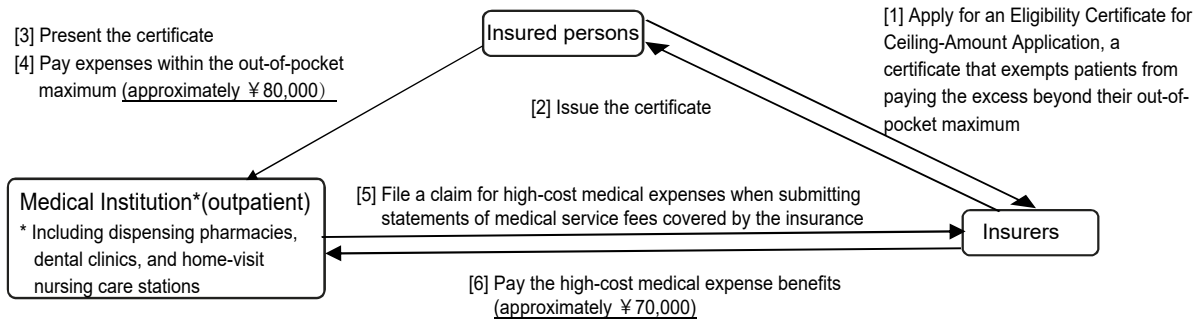 [3] Present the certificate
[4] Pay expenses within the out-of-pocket
maximum (approximately ￥80,000）
Insured persons
[1] Apply for an Eligibility Certificate for
Ceiling-Amount Application, a
certificate that exempts patients from
paying the excess beyond their out-of-
pocket maximum
[2] Issue the certificate
Medical Institution*(outpatient)
* Including dispensing pharmacies,
dental clinics, and home-visit
nursing care stations
[5] File a claim for high-cost medical expenses when submitting
statements of medical service fees covered by the insurance
Insurers
[6] Pay the high-cost medical expense benefits
(approximately ￥70,000)